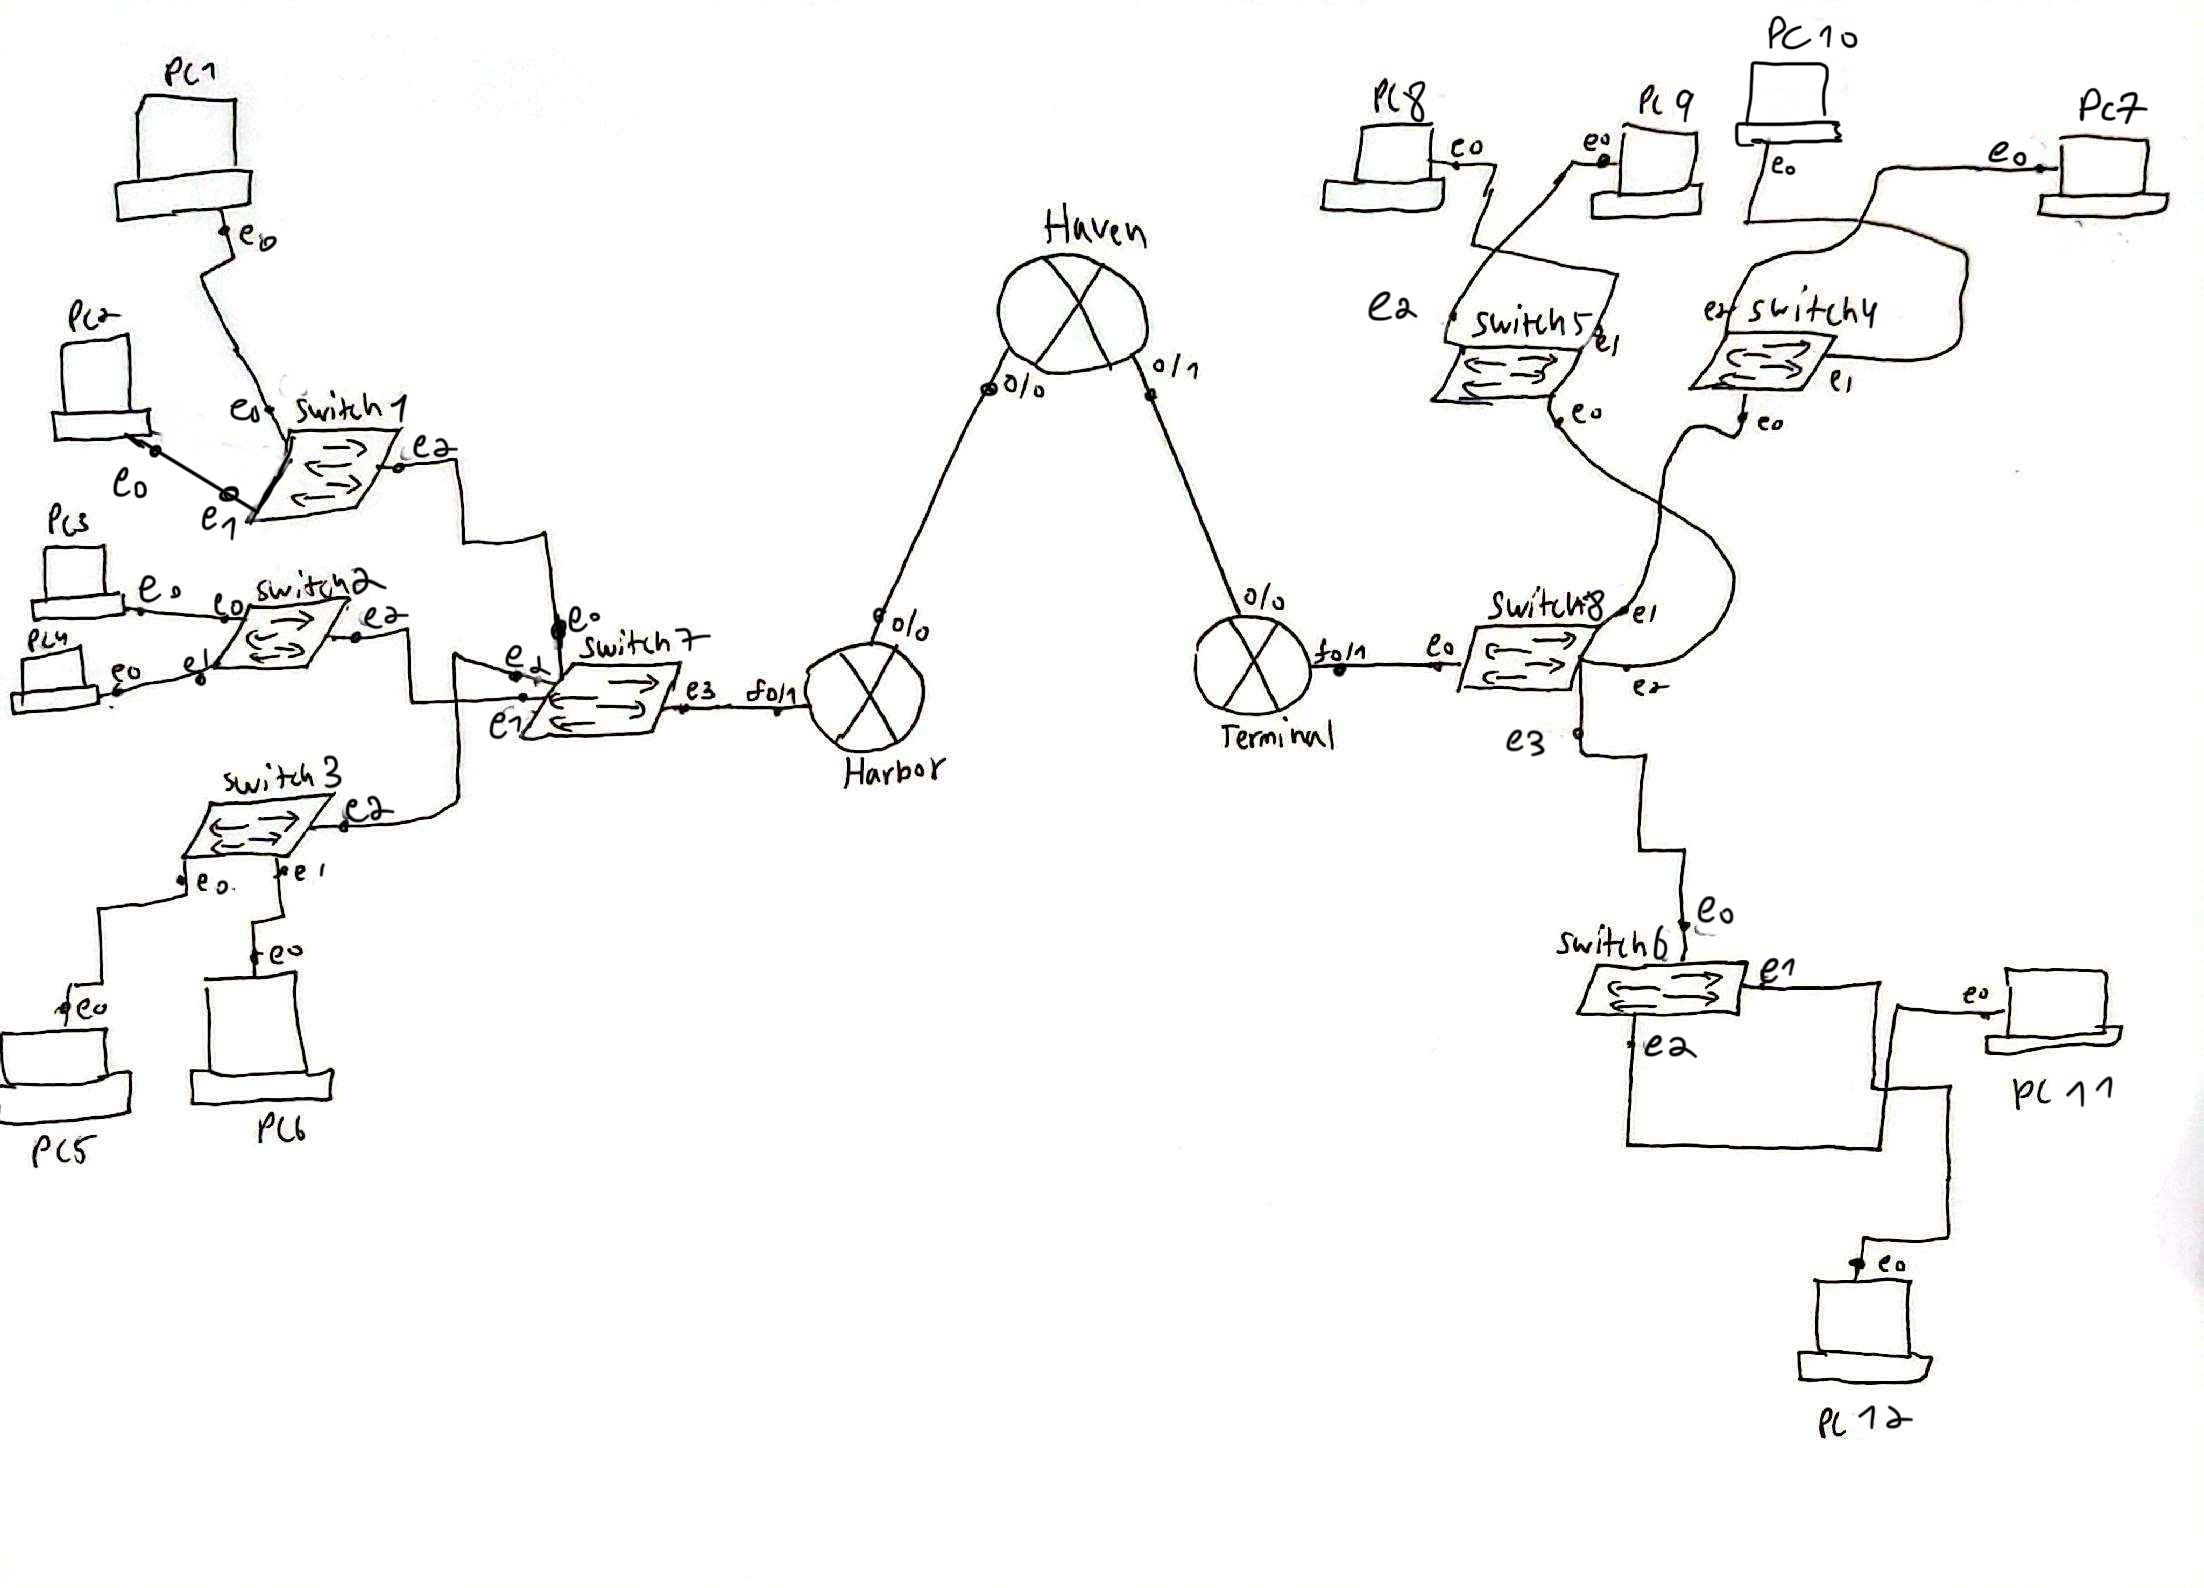 PC1
e0
PC2
e0
e0
switch1
e2
e1
PC3
e0
e0
switch2
e2
PC4
e0
e1
e0
switch7
e2
e1
e3
f0/1
switch3
e2
e0
e1
e0
e0
PC5
PC6
Haven
0/0
0/1
0/0
Harbor
0/0
f0/1
Terminal
PC8
e0
PC9
e0
PC10
e0
PC7
e0
e2
switch5
e1
e0
e2
switch4
e1
e0
switch8
e0
e1
e2
e3
e0
switch6
e1
e2
e0
PC11
e0
PC12